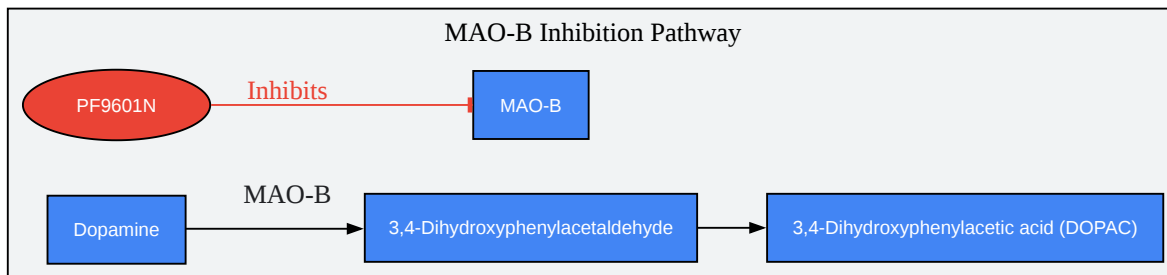 MAO-B Inhibition Pathway
Inhibits
PF9601N
MAO-B
MAO-B
Dopamine
3,4-Dihydroxyphenylacetaldehyde
3,4-Dihydroxyphenylacetic acid (DOPAC)